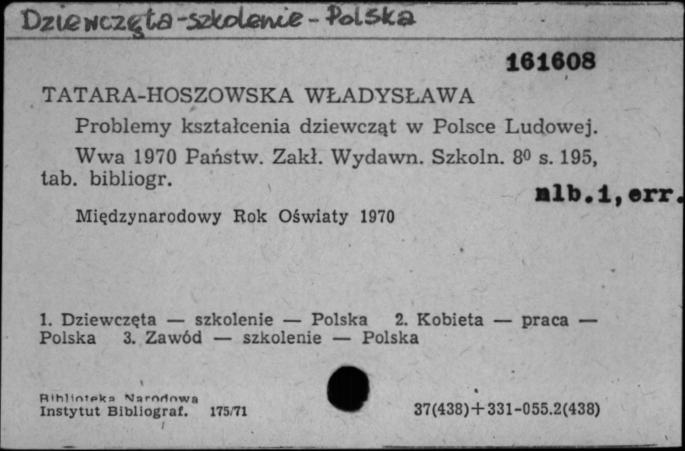 Dziewczęta-szkolenie-Polska
161608
TATARA-HOSZOWSKA WŁADYSŁAWA
Problemy kształcenia dziewcząt w Polsce Ludowej.
Wwa 1970 Państw. Zakł. Wydawn. Szkoln. 8⁰ s. 195,
tab. bibliogr.
nlb.1,err.
Międzynarodowy Rok Oświaty 1970
1. Dziewczęta — szkolenie — Polska 2. Kobieta — praca —
Polska 3. Zawód — szkolenie — Polska
Biblioteka Narodowa
Instytut Bibliograf. 175/71 37(438)+331-055.2(438)